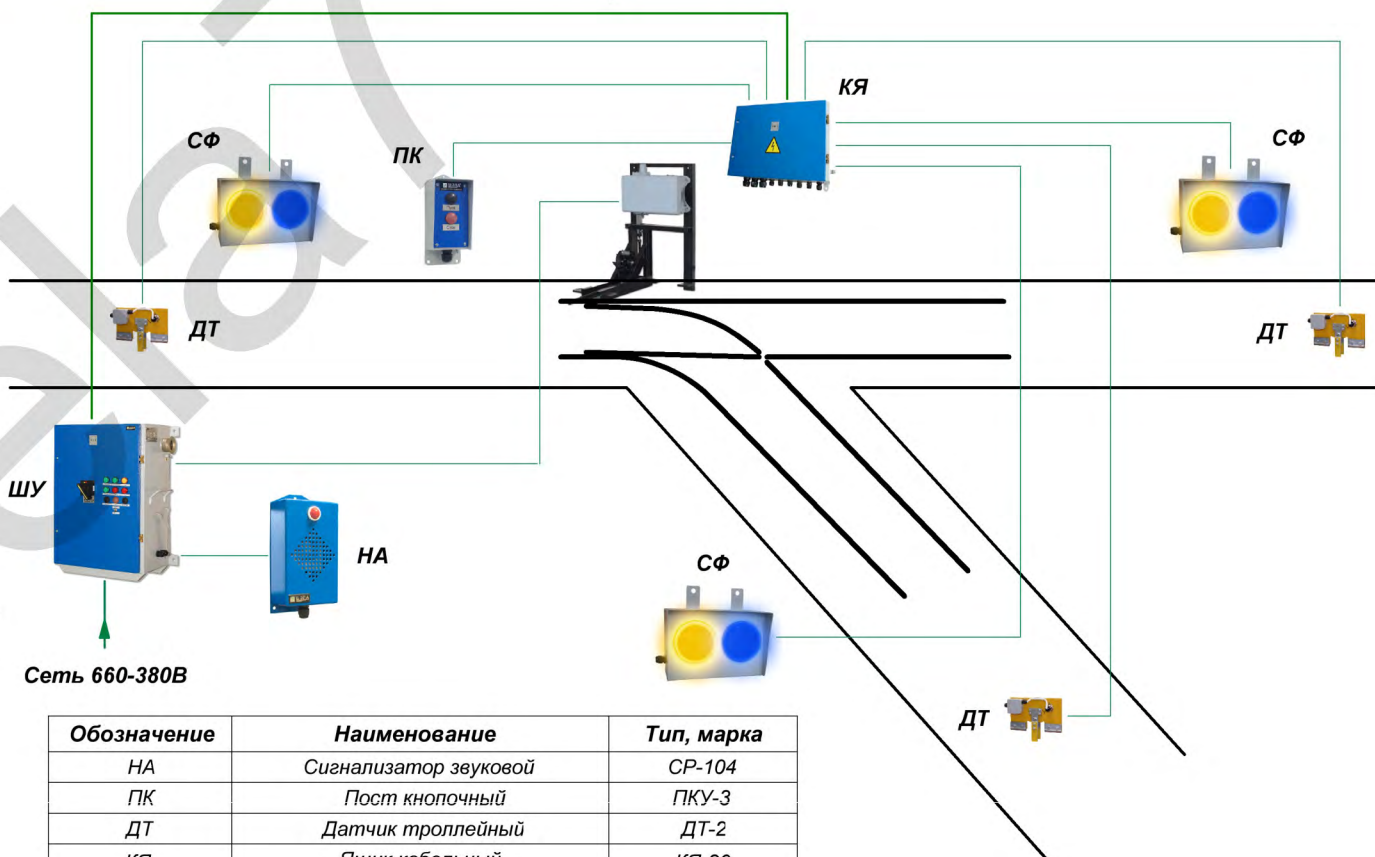 КЯ
СФ
ПК
СФ
ДТ
ДТ
ШУ
НА
СФ
Сеть 660-380В
ДТ
Обозначение Наименование Тип, марка
НА Сигнализатор звуковой СР-104
ПК Пост кнопочный ПКУ-3
ДТ Датчик троллейный ДТ-2